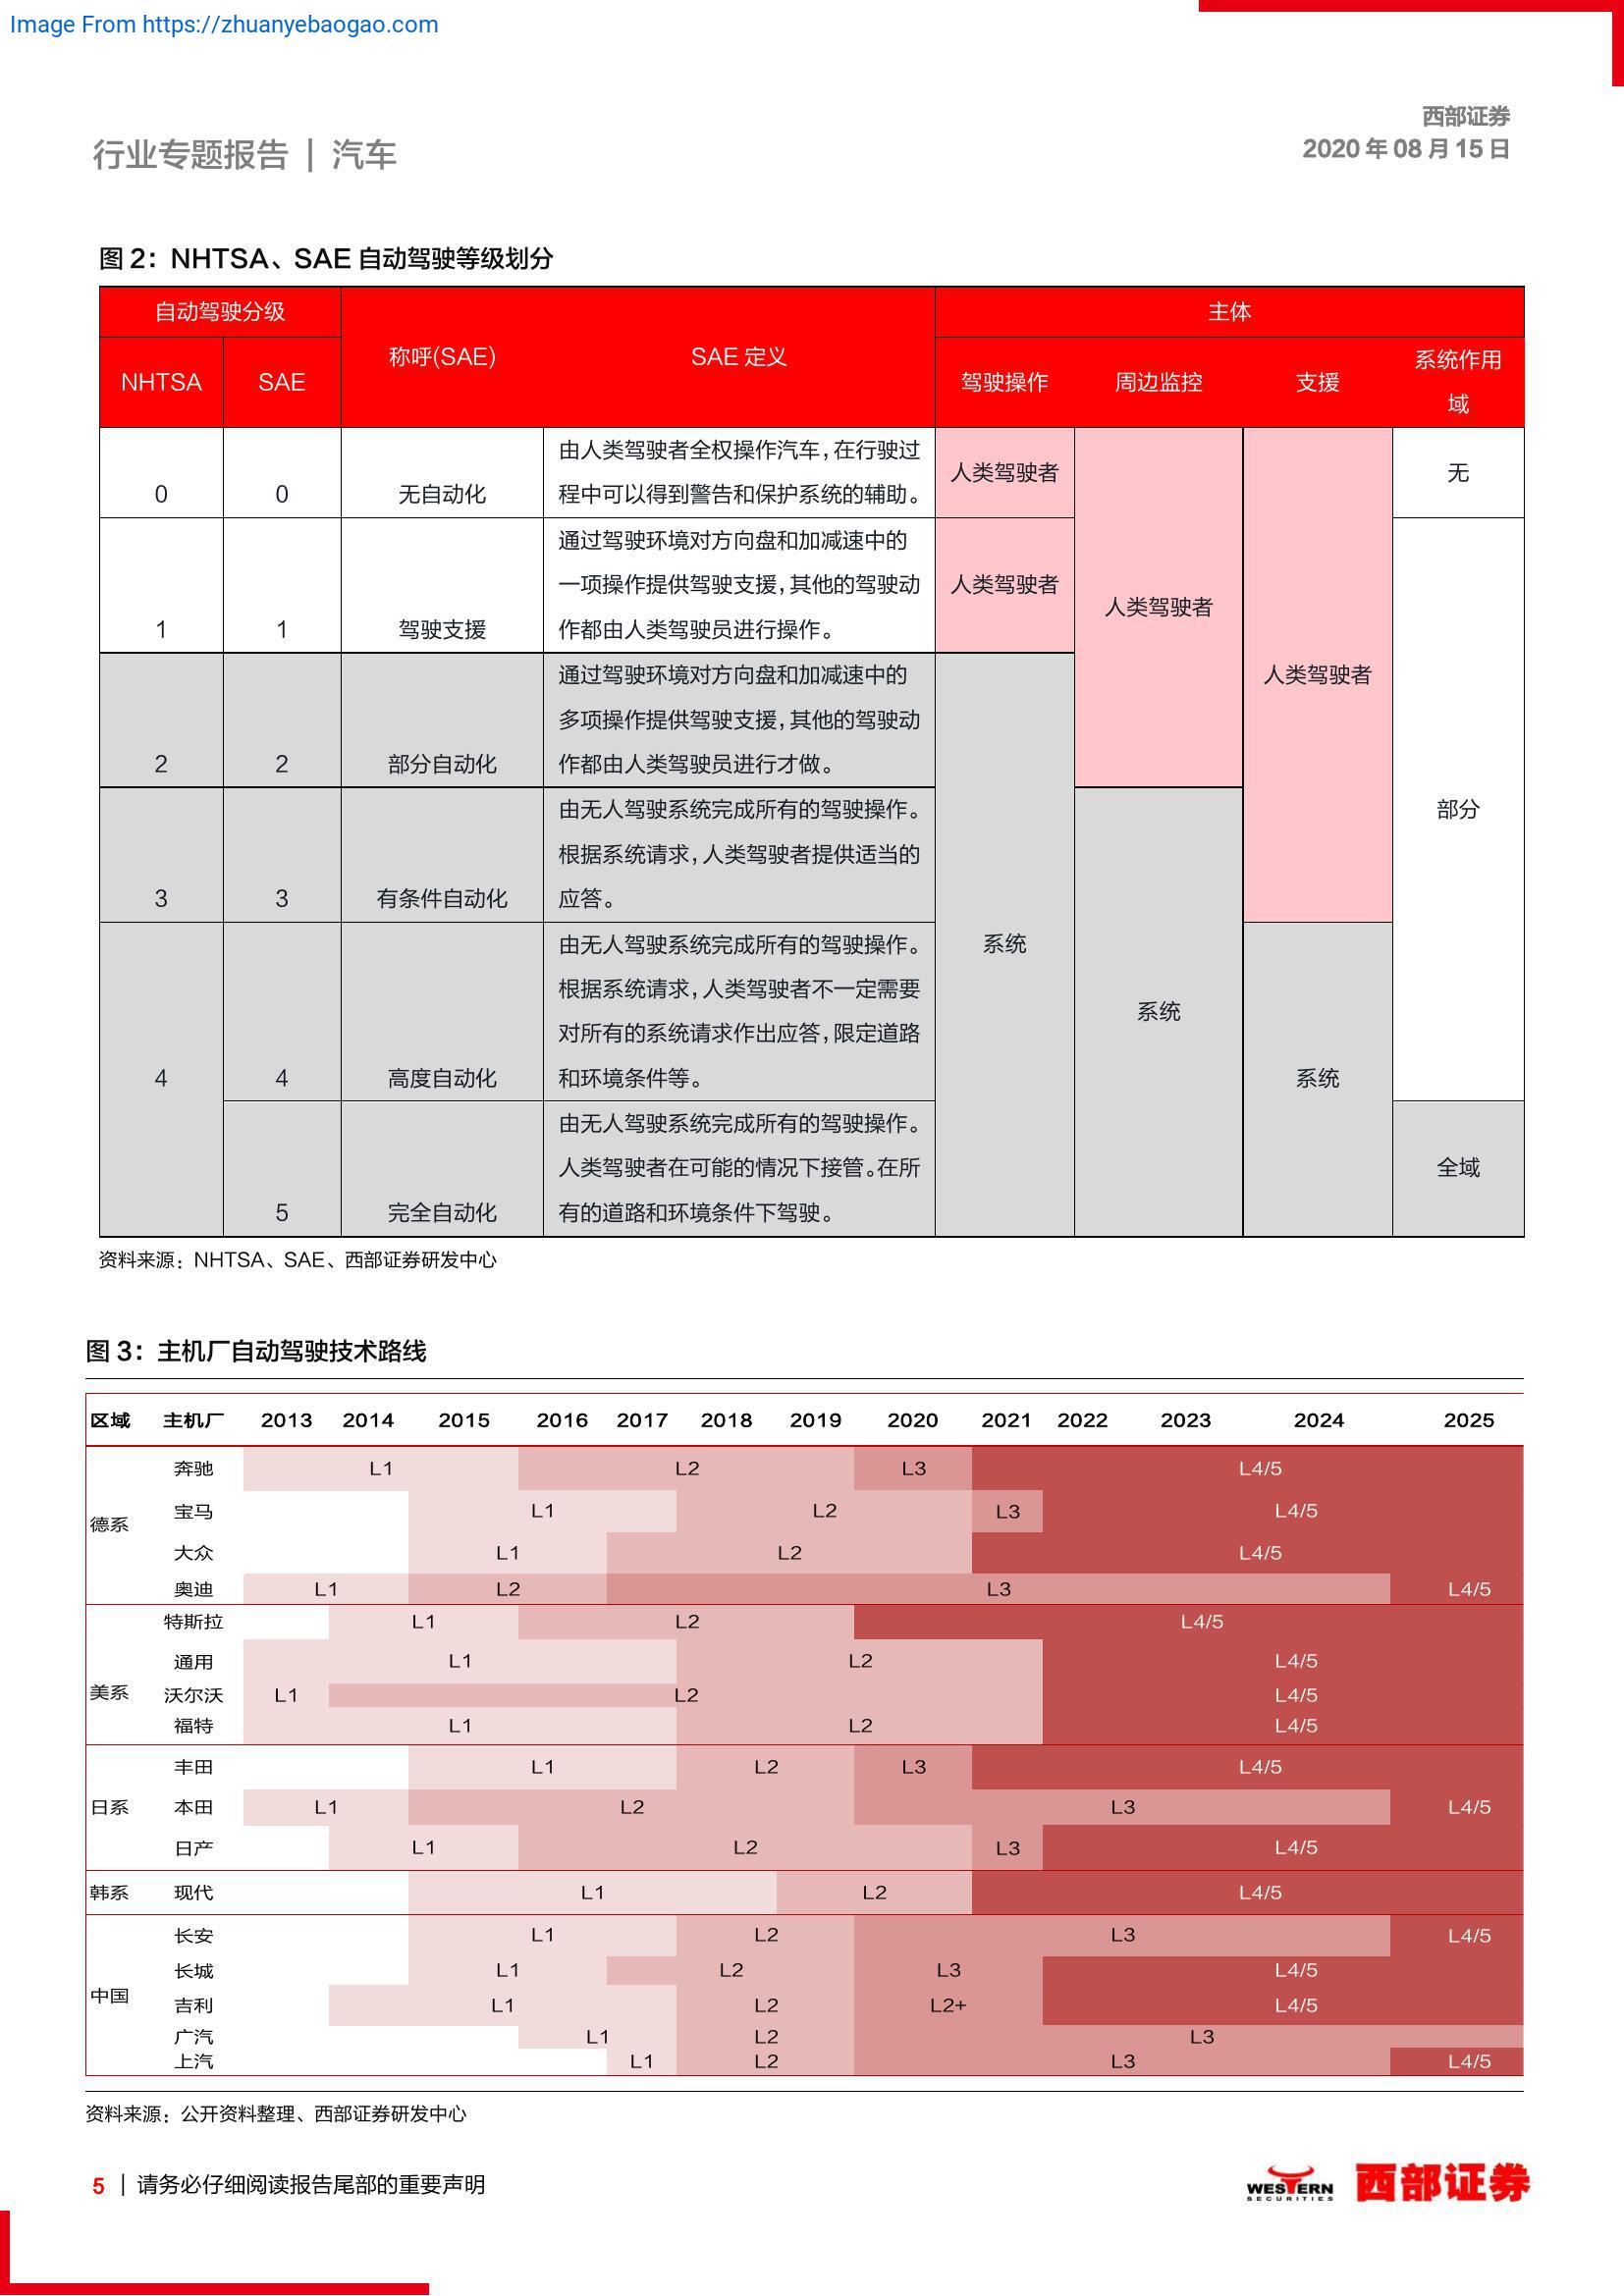 Image From https://zhuanyebaogao.com
西部证券
2020 年 08 月 15 日
行业专题报告 | 汽车
图 2：NHTSA、SAE 自动驾驶等级划分
自动驾驶分级 称呼(SAE) SAE 定义 主体
NHTSA SAE 驾驶操作 周边监控 支援 系统作用
域
0 0 无自动化 由人类驾驶者全权操作汽车，在行驶过
程中可以得到警告和保护系统的辅助。
人类驾驶者 无
1 1 驾驶支援 通过驾驶环境对方向盘和加减速中的
一项操作提供驾驶支援，其他的驾驶动
作都由人类驾驶员进行操作。
人类驾驶者 人类驾驶者
2 2 部分自动化 通过驾驶环境对方向盘和加减速中的
多项操作提供驾驶支援，其他的驾驶动
作都由人类驾驶员进行才做。
人类驾驶者
3 3 有条件自动化 由无人驾驶系统完成所有的驾驶操作。
根据系统请求，人类驾驶者提供适当的
应答。
部分
4 4 高度自动化 由无人驾驶系统完成所有的驾驶操作。
根据系统请求，人类驾驶者不一定需要
对所有的系统请求作出应答，限定道路
和环境条件等。
系统 系统 系统
5 完全自动化 由无人驾驶系统完成所有的驾驶操作。
人类驾驶者在可能的情况下接管。在所
有的道路和环境条件下驾驶。
全域
资料来源：NHTSA、SAE、西部证券研发中心
图 3：主机厂自动驾驶技术路线
区域 主机厂 2013 2014 2015 2016 2017 2018 2019 2020 2021 2022 2023 2024 2025
德系
奔驰 L1 L2 L3 L4/5
宝马 L1 L2 L3 L4/5
大众 L1 L2 L4/5
奥迪 L1 L2 L3 L4/5
美系
特斯拉 L1 L2 L4/5
通用 L1 L2 L4/5
沃尔沃 L1 L2 L4/5
福特 L1 L2 L4/5
日系
丰田 L1 L2 L3 L4/5
本田 L1 L2 L3 L4/5
日产 L1 L2 L3 L4/5
韩系 现代 L1 L2 L4/5
中国
长安 L1 L2 L3 L4/5
长城 L1 L2 L3 L4/5
吉利 L1 L2 L2+ L4/5
广汽 L1 L2 L3
上汽 L1 L2 L3 L4/5
资料来源：公开资料整理、西部证券研发中心
5 | 请务必仔细阅读报告尾部的重要声明
WESTERN
SECURITIES
西部证券